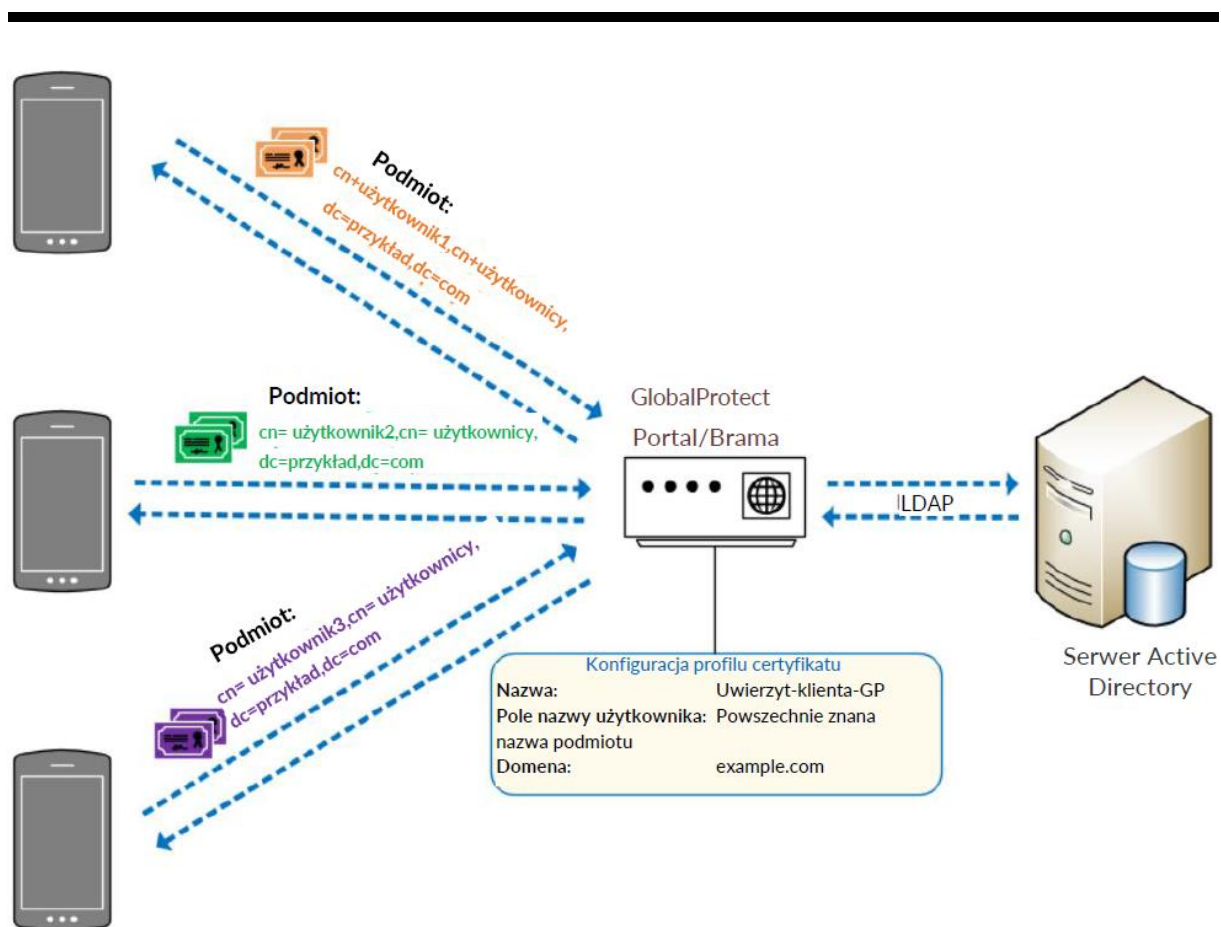 Podmiot:
cn+użytkownik1,cn+użytkownicy,
dc=przykład,dc=com
Podmiot:
cn= użytkownik2,cn= użytkownicy,
dc=przykład,dc=com
GlobalProtect
Portal/Brama
LDAP
Podmiot:
cn= użytkownik3,cn= użytkownicy,
dc=przykład,dc=com
Konfiguracja profilu certyfikatu
Nazwa: Uwierzyt-klienta-GP
Pole nazwy użytkownika: Powszechnie znana
nazwa podmiotu
Domena: example.com
Serwer Active
Directory